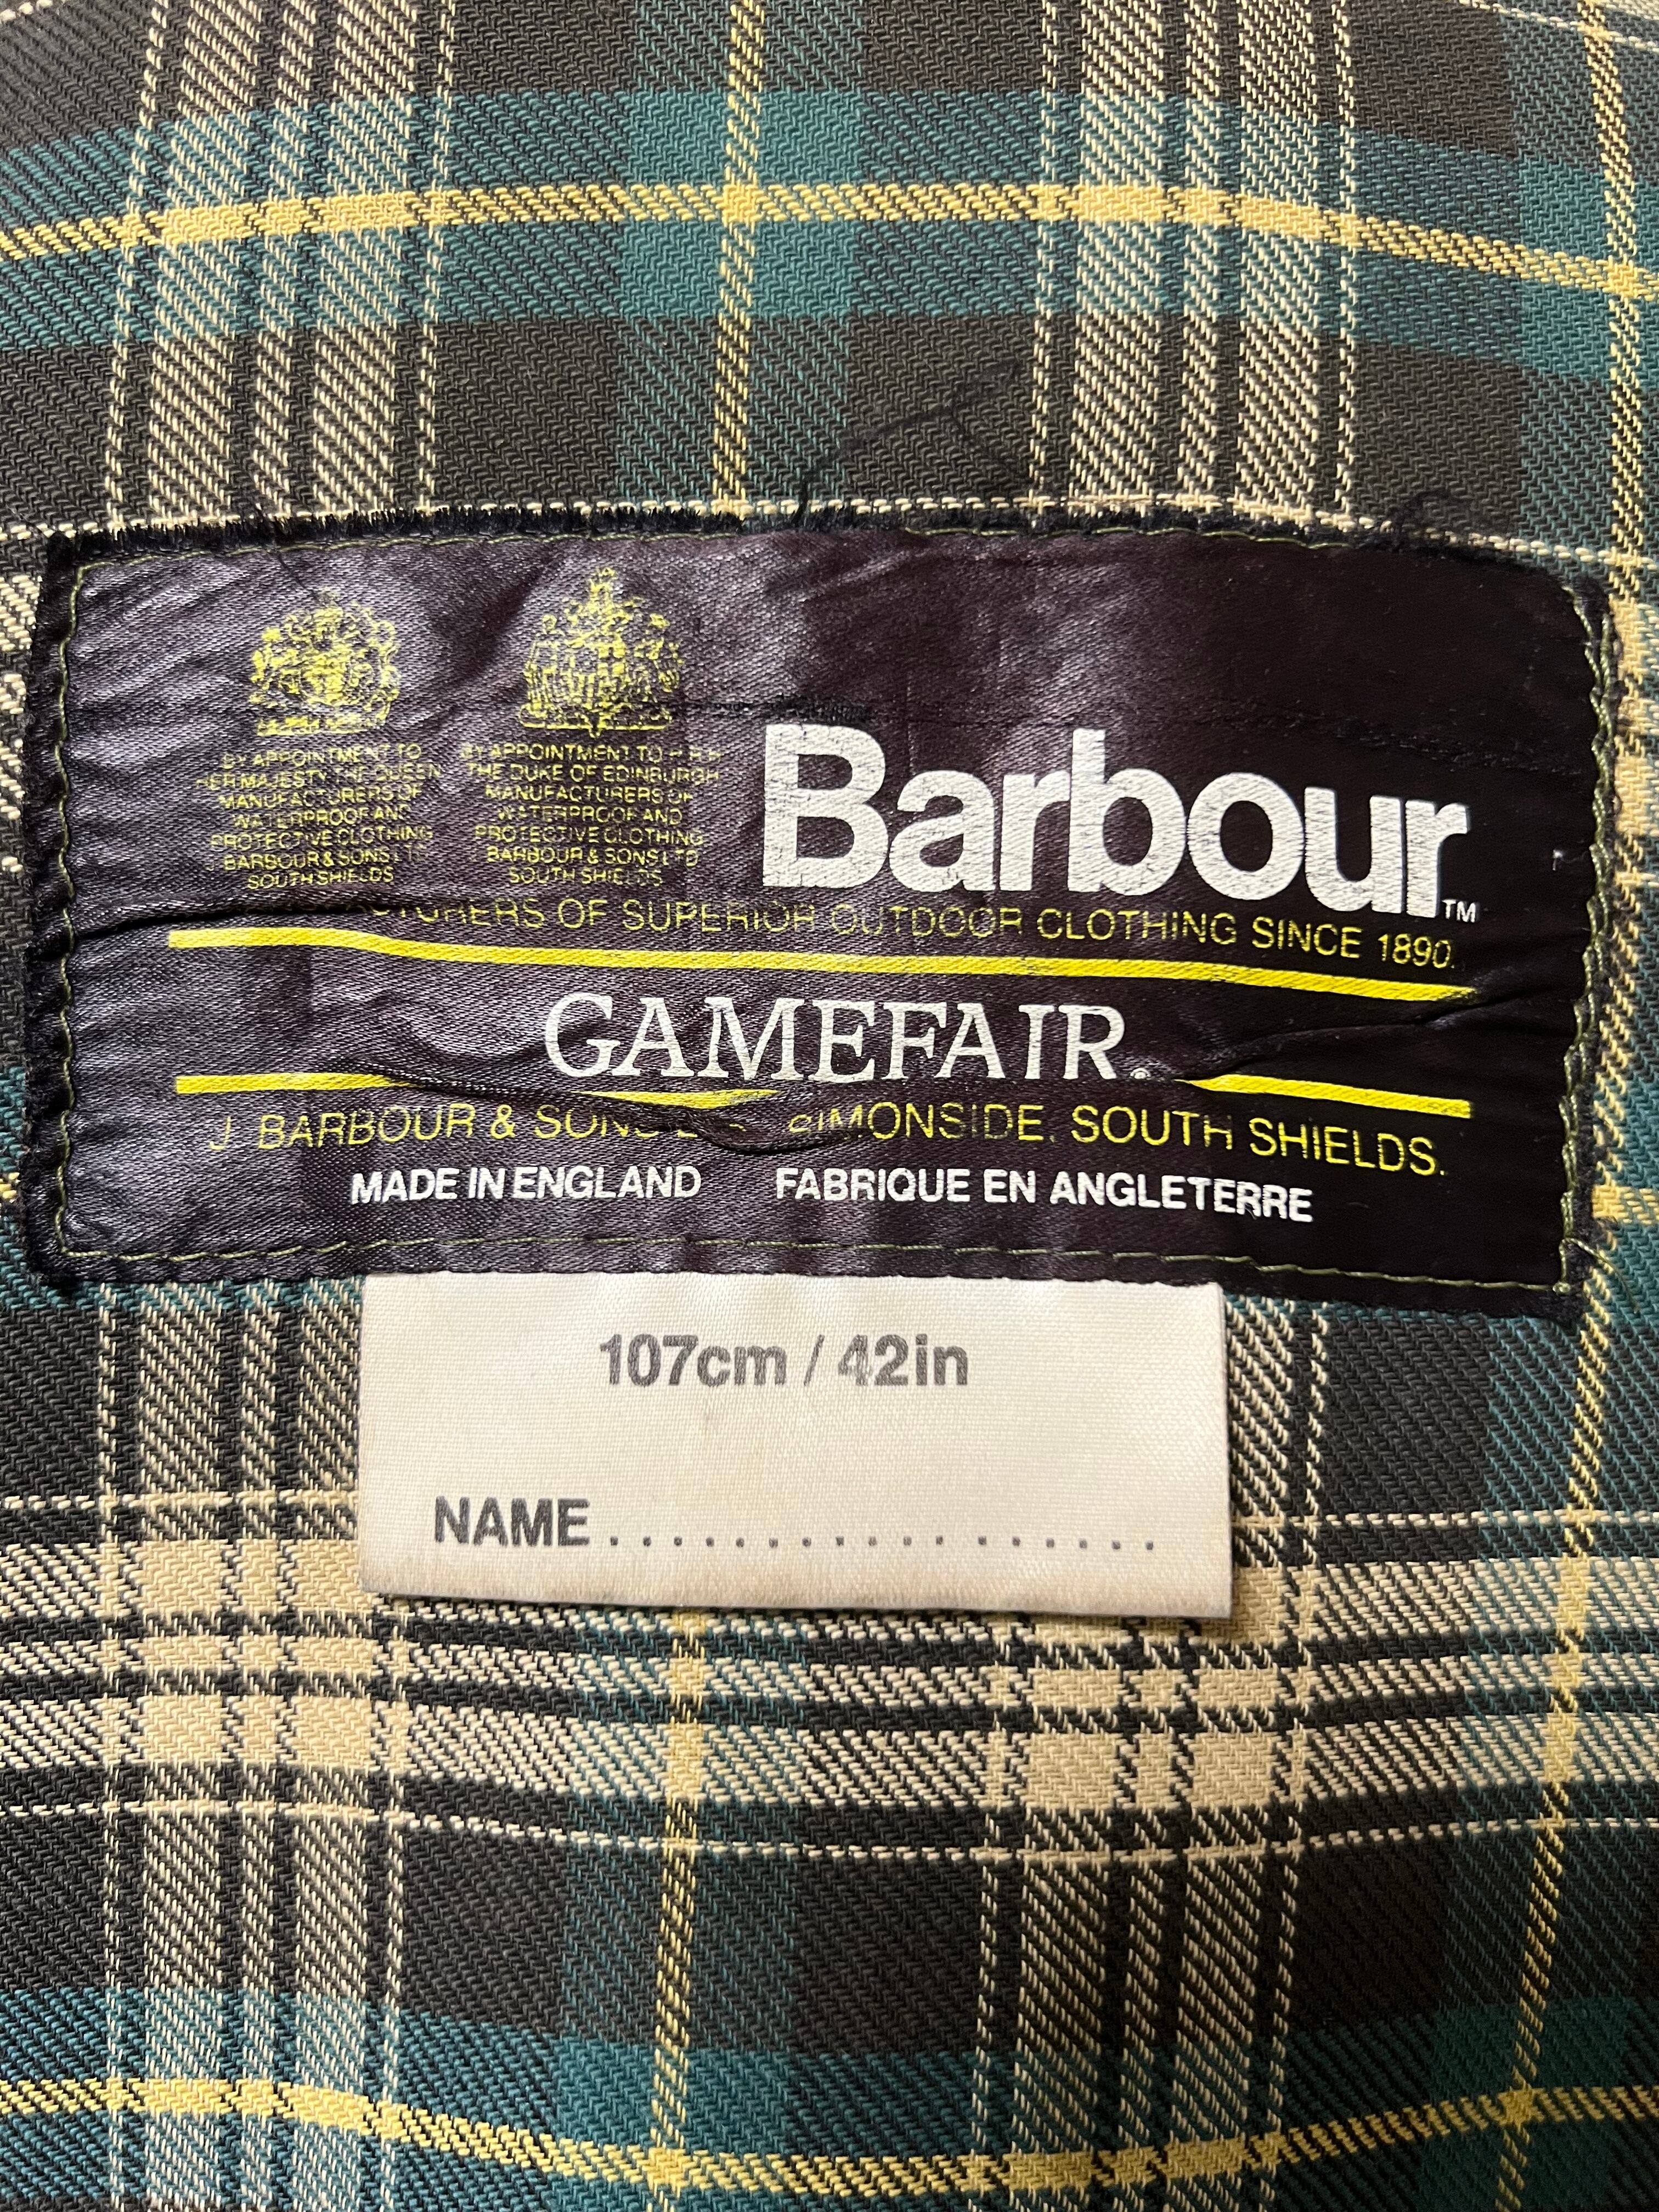 BY APPOINTMENT TO
HER MAJESTY THE QUEEN
MANUFACTURERS OF
WATERPROOF AND
PROTECTIVE CLOTHING
J. BARBOUR & SONS LTD
SOUTH SHIELDS
BY APPOINTMENT TO H.R.H.
THE DUKE OF EDINBURGH
MANUFACTURERS OF
WATERPROOF AND
PROTECTIVE CLOTHING
J. BARBOUR & SONS LTD
SOUTH SHIELDS
Barbour™
MANUFACTURERS OF SUPERIOR OUTDOOR CLOTHING SINCE 1890.
GAMEFAIR®
J. BARBOUR & SONS SIMONSIDE, SOUTH SHIELDS.
MADE IN ENGLAND FABRIQUE EN ANGLETERRE
107cm / 42in
NAME..................